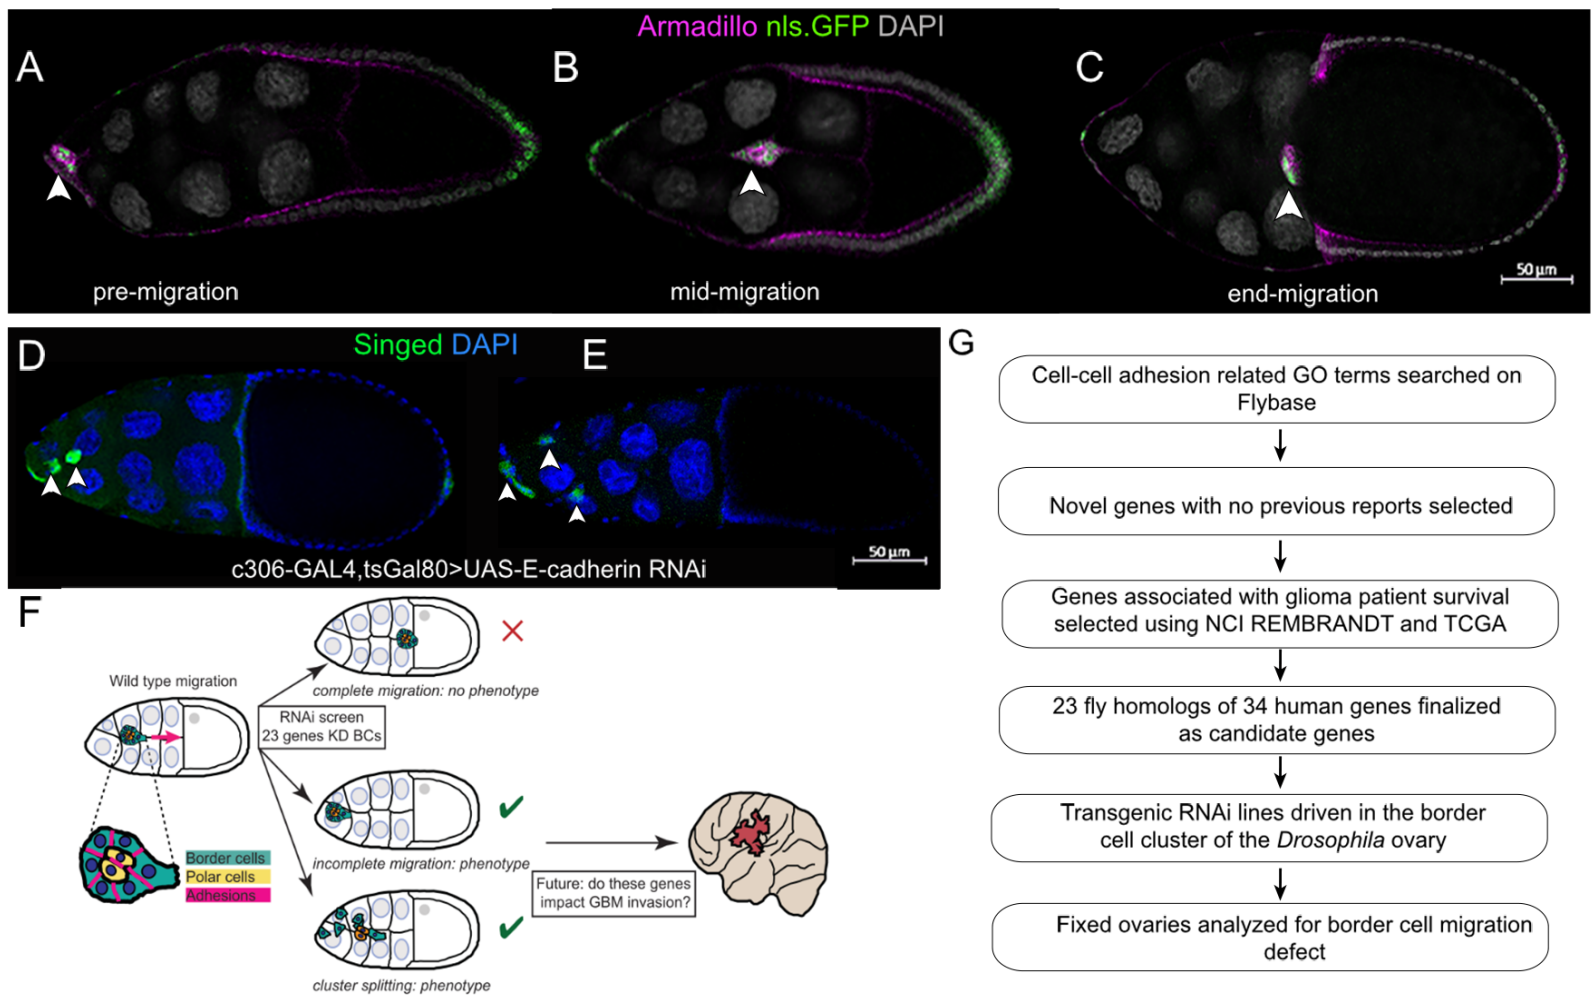 Armadillo nls.GFP DAPI
A
B
C
pre-migration
mid-migration
50 µm
end-migration
D
Singed DAPI
E
50 µm
c306-GAL4,tsGal80>UAS-E-cadherin RNAi
F
Wild type migration
complete migration: no phenotype
RNAi screen
23 genes KD BCs
Border cells
Polar cells
Adhesions
incomplete migration: phenotype
Future: do these genes
impact GBM invasion?
cluster splitting: phenotype
G
Cell-cell adhesion related GO terms searched on
Flybase
Novel genes with no previous reports selected
Genes associated with glioma patient survival
selected using NCI REMBRANDT and TCGA
23 fly homologs of 34 human genes finalized
as candidate genes
Transgenic RNAi lines driven in the border
cell cluster of the Drosophila ovary
Fixed ovaries analyzed for border cell migration
defect